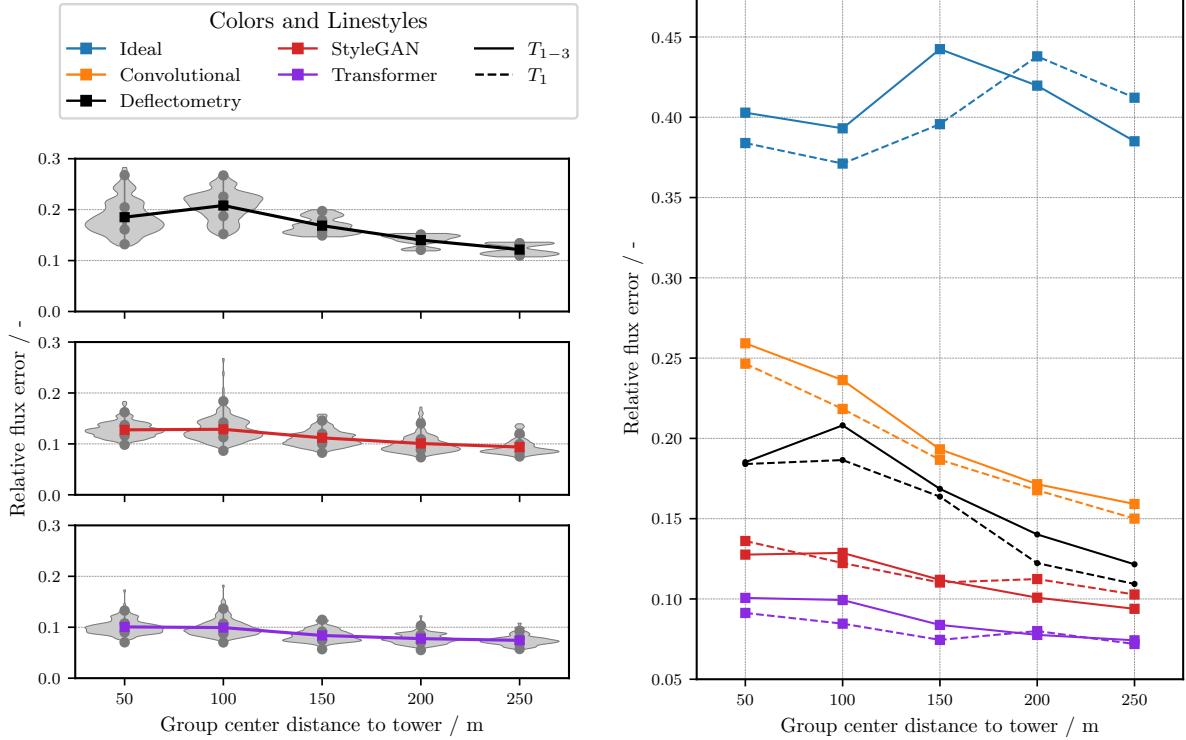 Colors and Linestyles
Ideal
Convolutional
Deflectometry
StyleGAN
Transformer
T1−3
T1
0.3
0.2
0.1
0.0
0.3
0.2
0.1
0.0
0.3
0.2
0.1
0.0
Relative flux error / -
50 100 150 200 250
Group center distance to tower / m
0.45
0.40
0.35
0.30
0.25
0.20
0.15
0.10
0.05
Relative flux error / -
50 100 150 200 250
Group center distance to tower / m